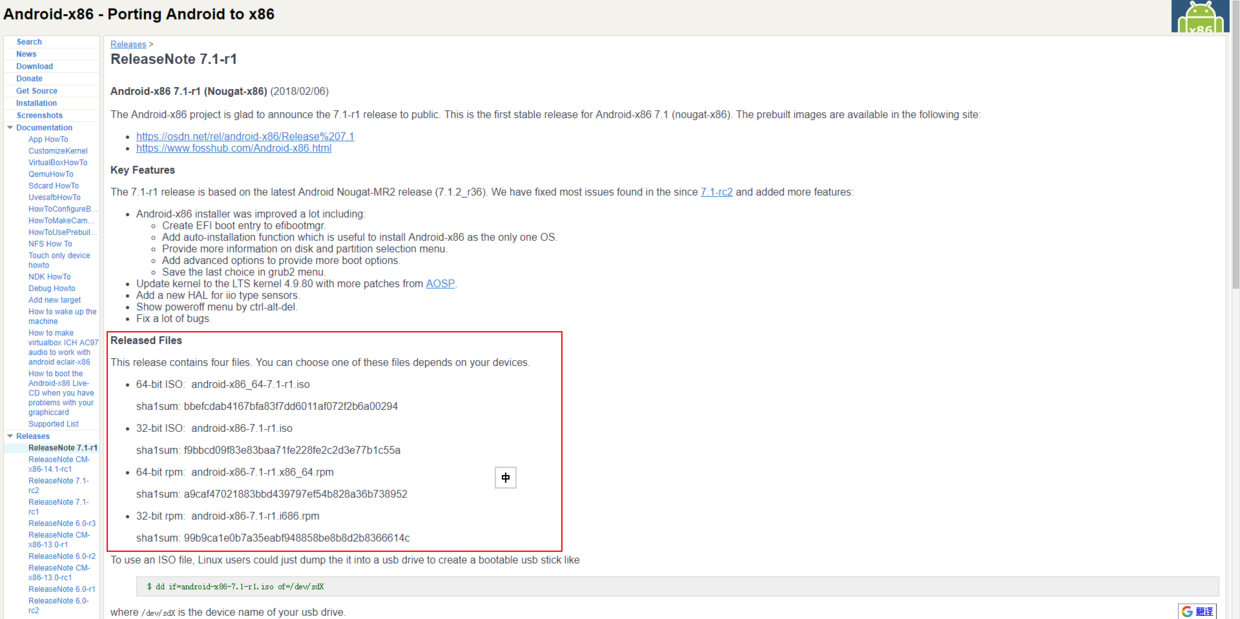 Android-x86 - Porting Android to x86
x86
Search
News
Download
Donate
Get Source
Installation
Screenshots
Documentation
App HowTo
CustomizeKernel
VirtualBoxHowTo
QemuHowTo
Sdcard HowTo
UvesafbHowTo
HowToConfigureB...
HowToMakeCam...
HowToUsePrebuil...
NFS How To
Touch only device
howto
NDK HowTo
Debug Howto
Add new target
How to wake up the
machine
How to make
virtualbox ICH AC97
audio to work with
android eclair-x86
How to boot the
Android-x86 Live-
CD when you have
problems with your
graphiccard
Supported List
Releases
ReleaseNote 7.1-r1
ReleaseNote CM-
x86-14.1-rc1
ReleaseNote 7.1-
rc2
ReleaseNote 7.1-
rc1
ReleaseNote 6.0-r3
ReleaseNote CM-
x86-13.0-r1
ReleaseNote 6.0-r2
ReleaseNote CM-
x86-13.0-rc1
ReleaseNote 6.0-r1
ReleaseNote 6.0-
rc2
Releases >
ReleaseNote 7.1-r1
Android-x86 7.1-r1 (Nougat-x86) (2018/02/06)
The Android-x86 project is glad to announce the 7.1-r1 release to public. This is the first stable release for Android-x86 7.1 (nougat-x86). The prebuilt images are available in the following site:
https://osdn.net/rel/android-x86/Release%207.1
https://www.fosshub.com/Android-x86.html
Key Features
The 7.1-r1 release is based on the latest Android Nougat-MR2 release (7.1.2_r36). We have fixed most issues found in the since 7.1-rc2 and added more features:
Android-x86 installer was improved a lot including:
Create EFI boot entry to efibootmgr.
Add auto-installation function which is useful to install Android-x86 as the only one OS.
Provide more information on disk and partition selection menu.
Add advanced options to provide more boot options.
Save the last choice in grub2 menu.
Update kernel to the LTS kernel 4.9.80 with more patches from AOSP.
Add a new HAL for iio type sensors.
Show poweroff menu by ctrl-alt-del.
Fix a lot of bugs.
Released Files
This release contains four files. You can choose one of these files depends on your devices.
64-bit ISO: android-x86_64-7.1-r1.iso
sha1sum: bbefcdab4167bfa83f7dd6011af072f2b6a00294
32-bit ISO: android-x86-7.1-r1.iso
sha1sum: f9bbcd09f83e83baa71fe228fe2c2d3e77b1c55a
64-bit rpm: android-x86-7.1-r1.x86_64.rpm
中
sha1sum: a9caf47021883bbd439797ef54b828a36b738952
32-bit rpm: android-x86-7.1-r1.i686.rpm
sha1sum: 99b9ca1e0b7a35eabf948858be8b8d2b8366614c
To use an ISO file, Linux users could just dump the it into a usb drive to create a bootable usb stick like
$ dd if=android-x86-7.1-r1.iso of=/dev/sdX
where /dev/sdX is the device name of your usb drive.
G 翻译